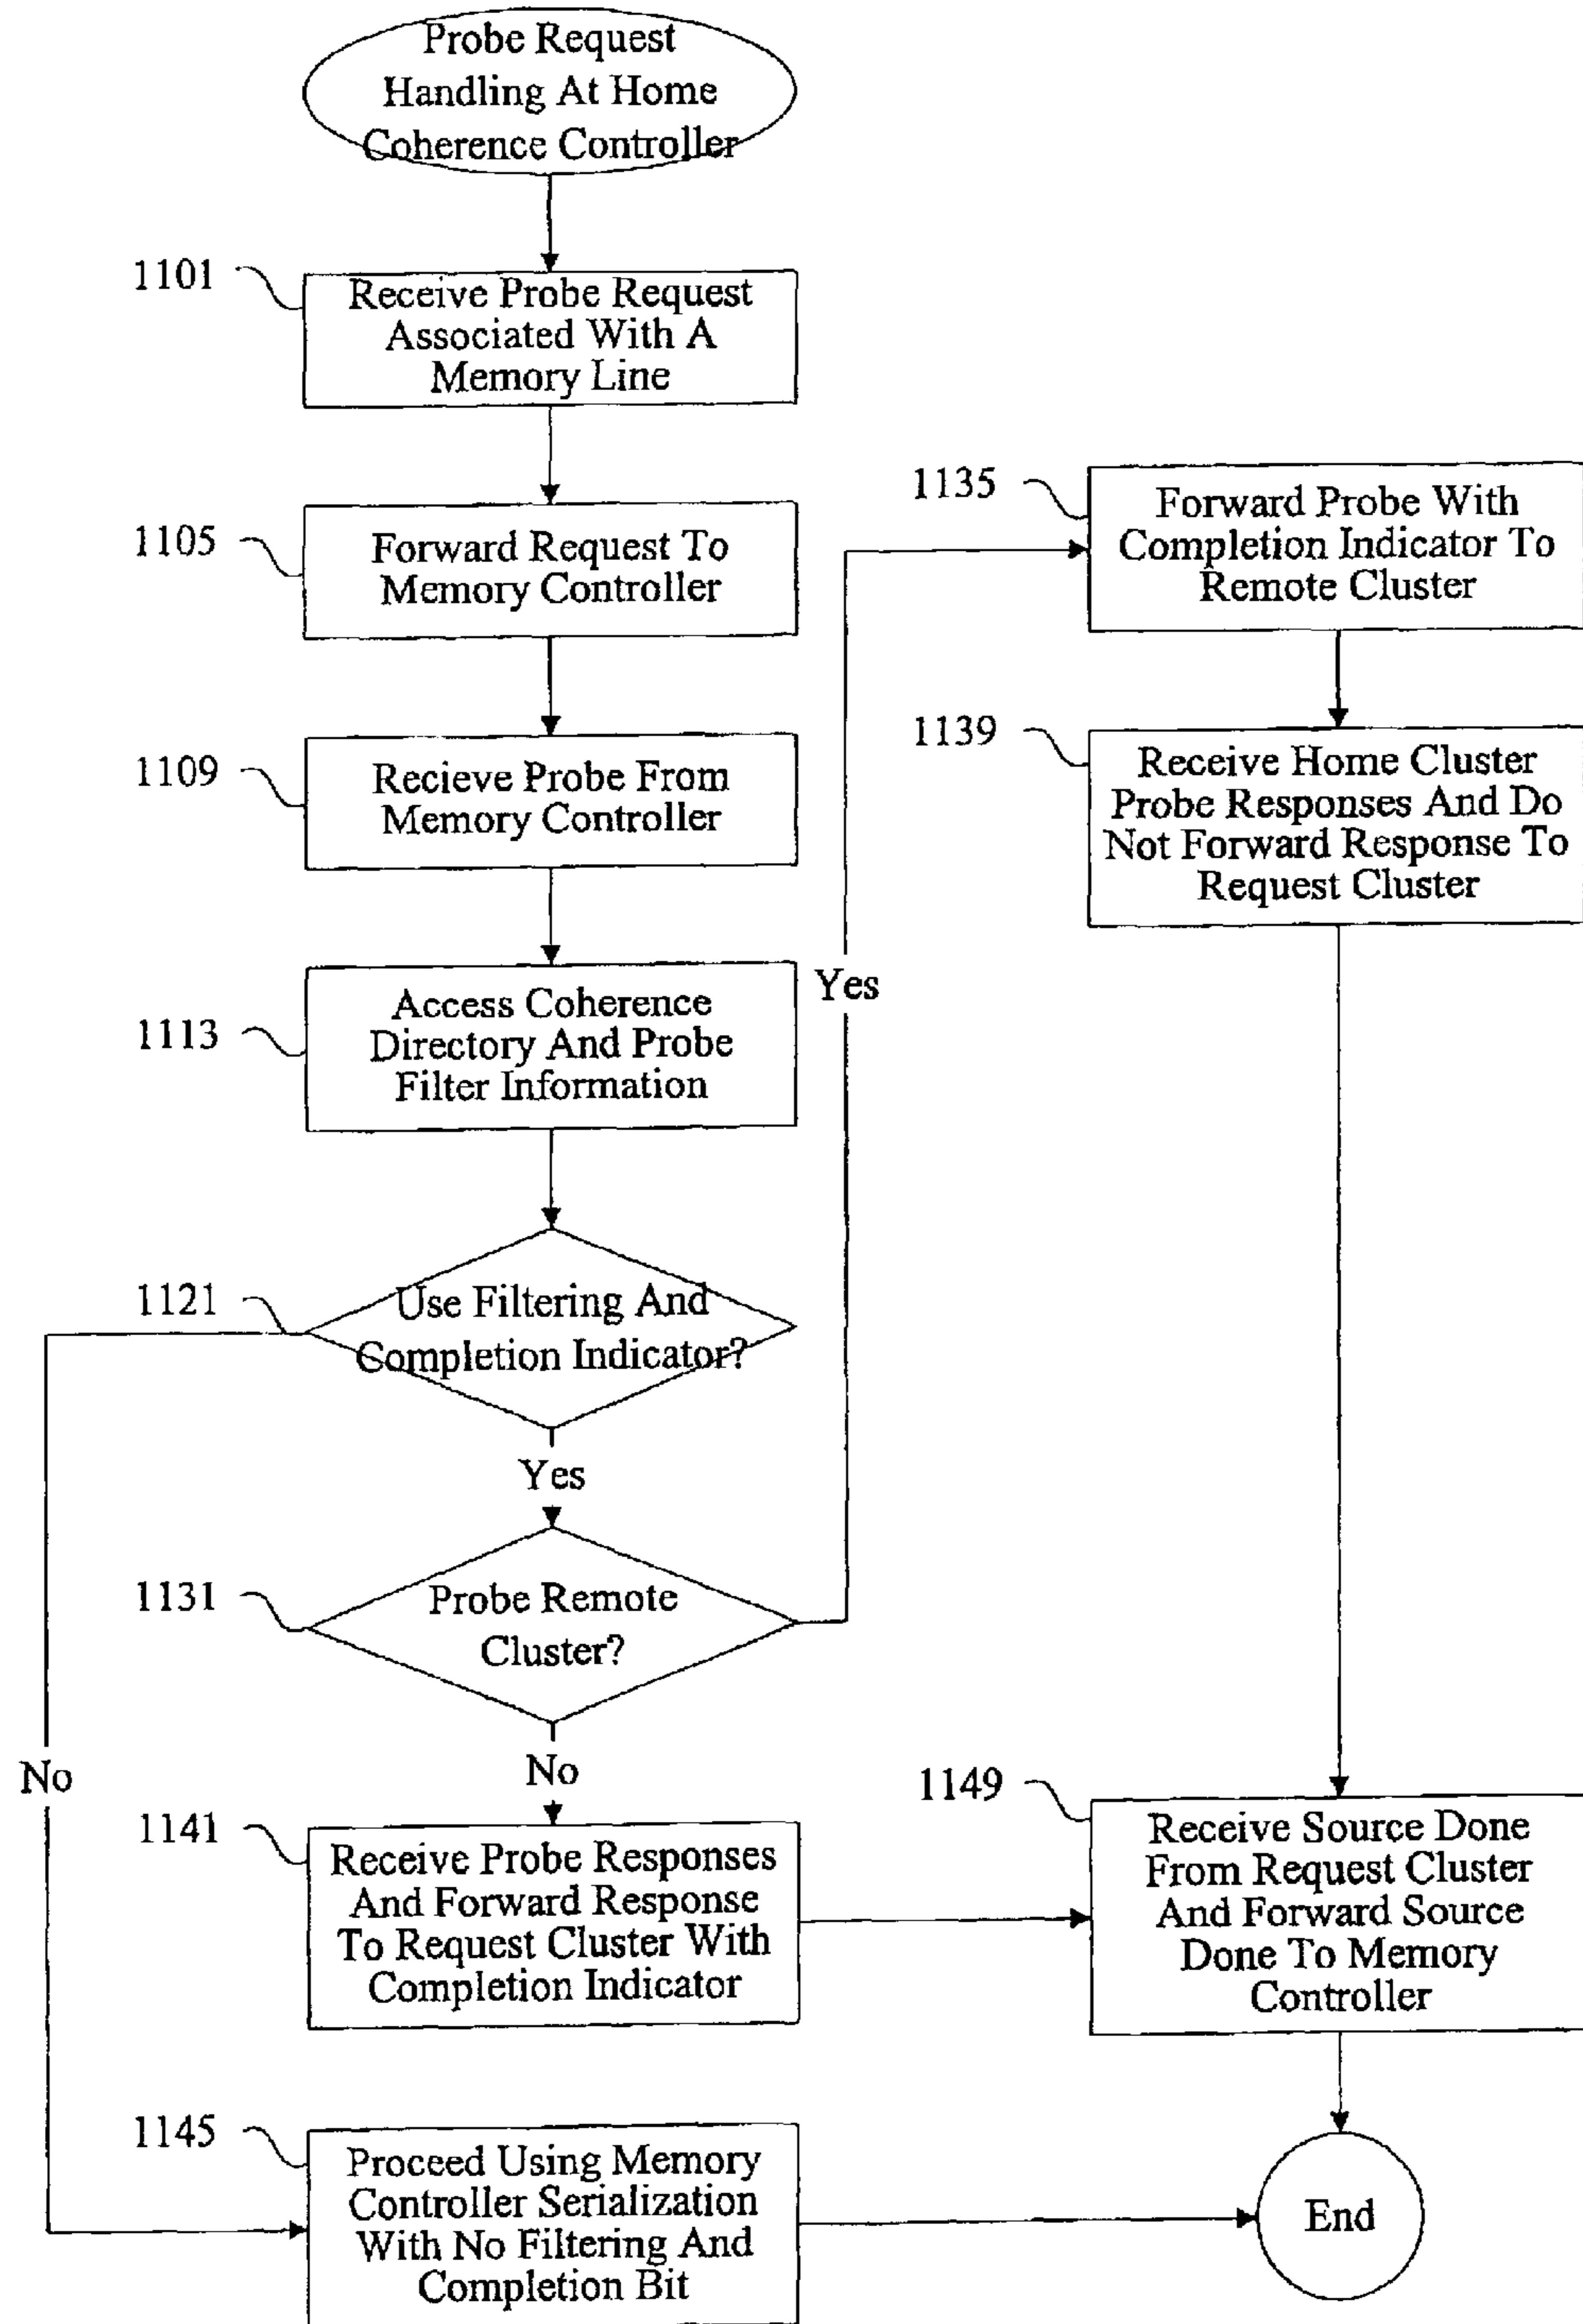 Probe Request
Handling At Home
Coherence Controller
1101
Receive Probe Request
Associated With A
Memory Line
1105
Forward Request To
Memory Controller
1109
Recieve Probe From
Memory Controller
1113
Access Coherence
Directory And Probe
Filter Information
1121
Use Filtering And
Completion Indicator?
Yes
No
1131
Probe Remote
Cluster?
Yes
No
1135
Forward Probe With
Completion Indicator To
Remote Cluster
1139
Receive Home Cluster
Probe Responses And Do
Not Forward Response To
Request Cluster
1141
Receive Probe Responses
And Forward Response
To Request Cluster With
Completion Indicator
1149
Receive Source Done
From Request Cluster
And Forward Source
Done To Memory
Controller
1145
Proceed Using Memory
Controller Serialization
With No Filtering And
Completion Bit
End